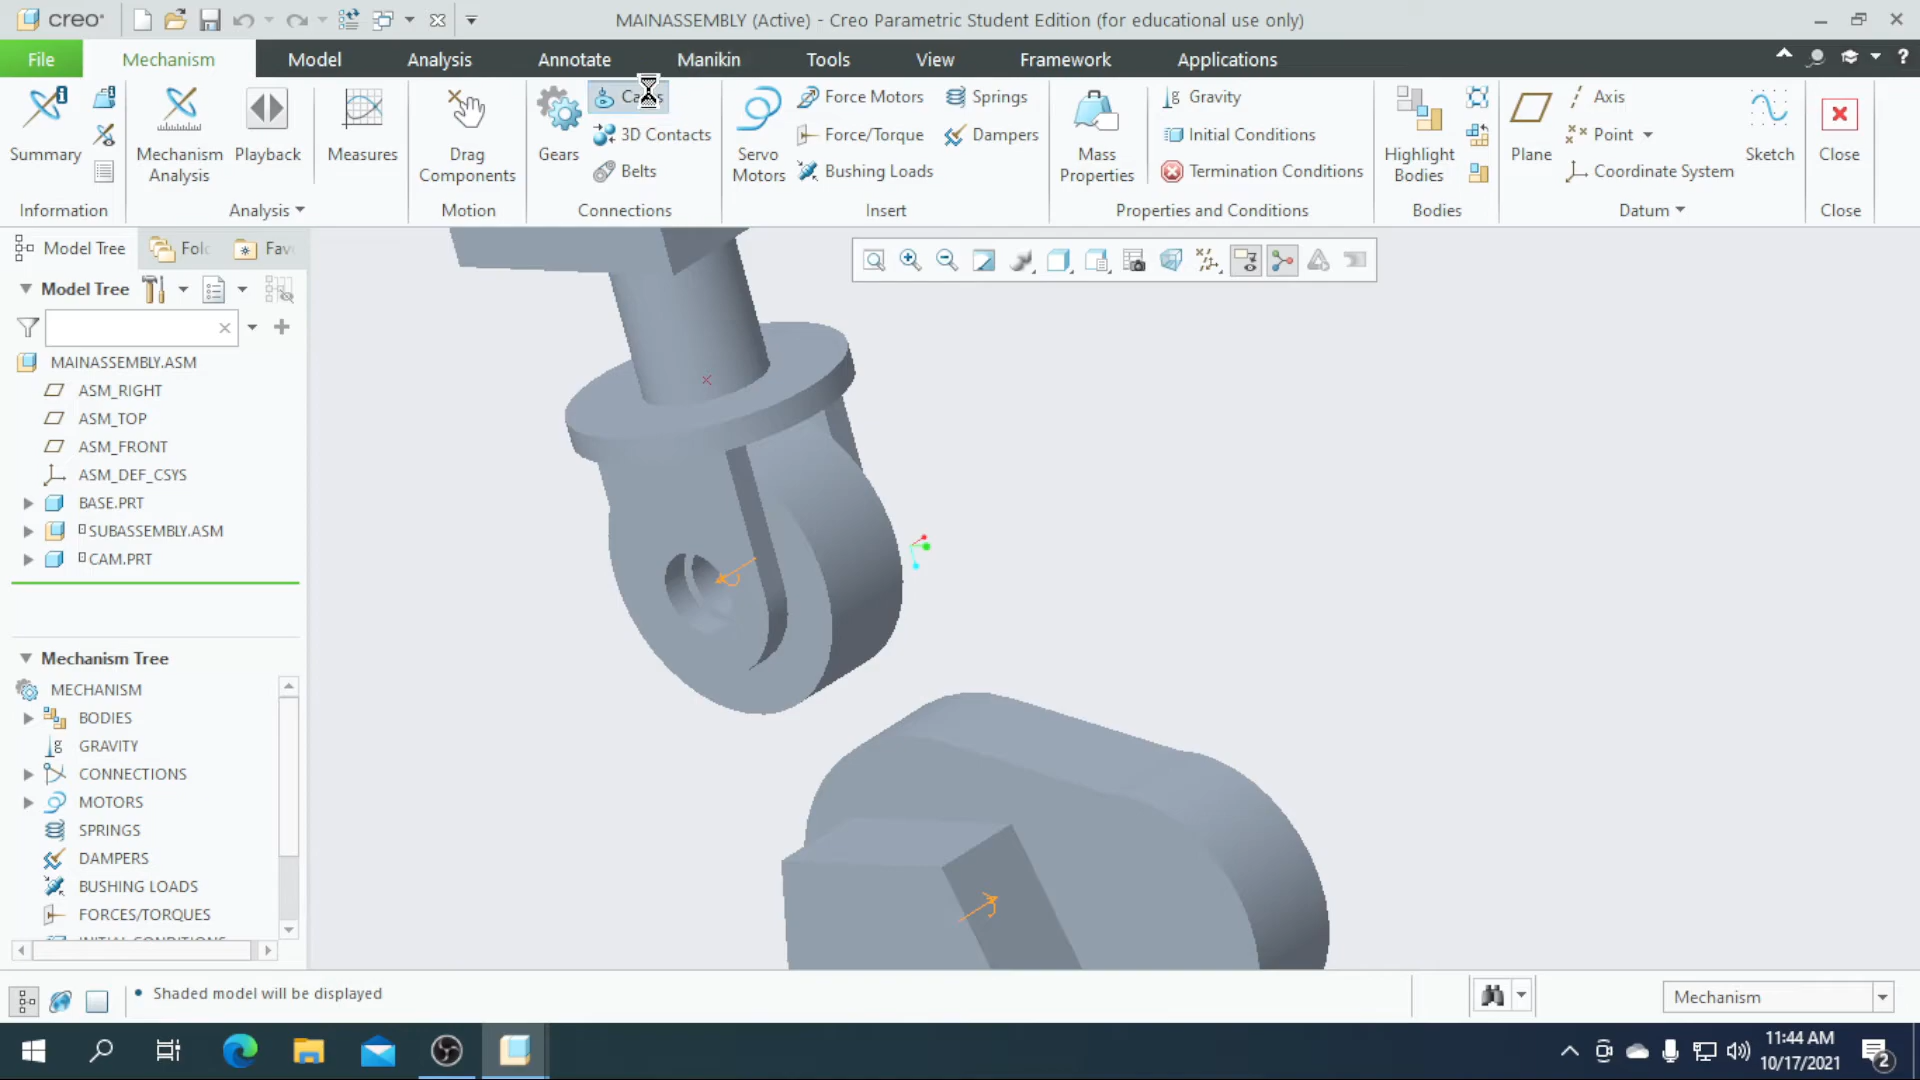 creo®
MAINASSEMBLY (Active) - Creo Parametric Student Edition (for educational use only)
File
Mechanism
Model
Analysis
Annotate
Manikin
Tools
View
Framework
Applications
Summary
Mechanism
Analysis
Playback
Measures
Drag
Components
Gears
3D Contacts
Belts
Servo
Motors
Force Motors
Force/Torque
Bushing Loads
Springs
Dampers
Mass
Properties
Gravity
Initial Conditions
Termination Conditions
Highlight
Bodies
Plane
Axis
Point
Coordinate System
Sketch
Close
Information
Analysis
Motion
Connections
Insert
Properties and Conditions
Bodies
Datum
Close
Model Tree
Model Tree
MAINASSEMBLY.ASM
ASM_RIGHT
ASM_TOP
ASM_FRONT
ASM_DEF_CSYS
BASE.PRT
SUBASSEMBLY.ASM
CAM.PRT
Mechanism Tree
MECHANISM
BODIES
GRAVITY
CONNECTIONS
MOTORS
SPRINGS
DAMPERS
BUSHING LOADS
FORCES/TORQUES
Shaded model will be displayed
Mechanism
11:44 AM
10/17/2021
2